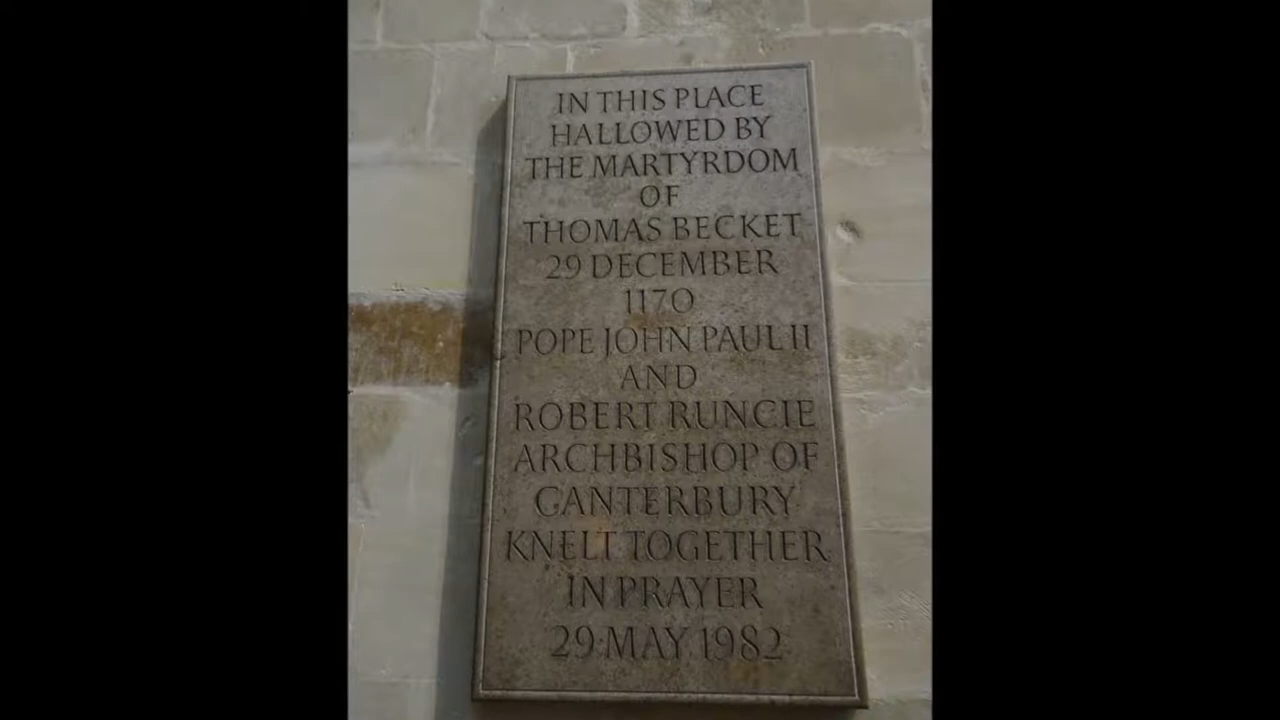 IN THIS PLACE
HALLOWED BY
THE MARTYRDOM
OF
THOMAS BECKET
29 DECEMBER
1170
POPE JOHN PAUL II
AND
ROBERT RUNCIE
ARCHBISHOP OF
CANTERBURY
KNELT TOGETHER
IN PRAYER
29·MAY 1982